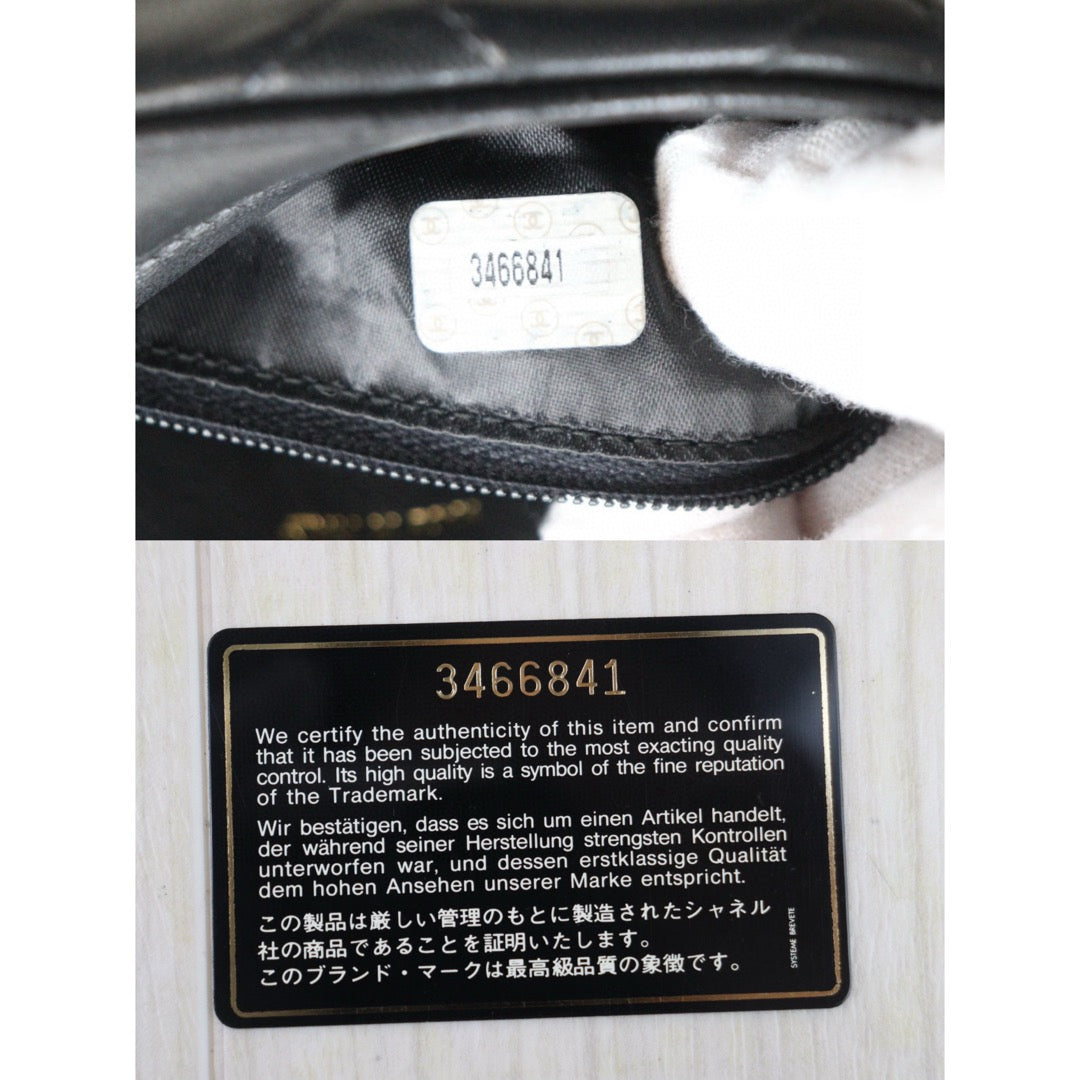 3466841
3466841
We certify the authenticity of this item and confirm
that it has been subjected to the most exacting quality
control. Its high quality is a symbol of the fine reputation
of the Trademark.
Wir bestätigen, dass es sich um einen Artikel handelt,
der während seiner Herstellung strengsten Kontrollen
unterworfen war, und dessen erstklassige Qualität
dem hohen Ansehen unserer Marke entspricht.
この製品は厳しい管理のもとに製造されたシャネル
社の商品であることを証明いたします。
このブランド・マークは最高級品質の象徴です。
SYSTEME BREVETE